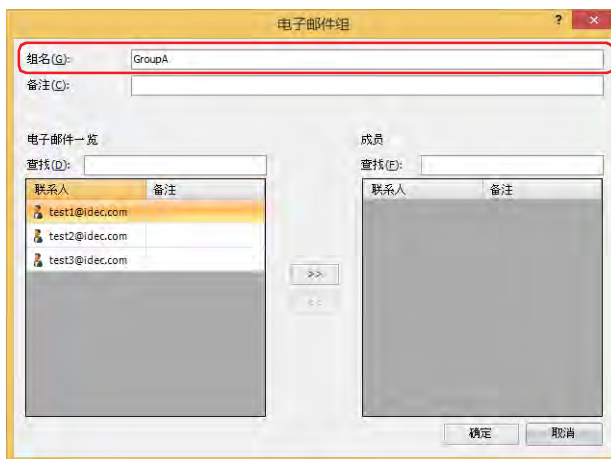 电子邮件组
?
组名(G): GroupA
备注(C):
电子邮件一览 成员
查找(D): 查找(F):
联系人 备注 联系人 备注
test1@idec.com
test2@idec.com
test3@idec.com
>>
<<
确定 取消